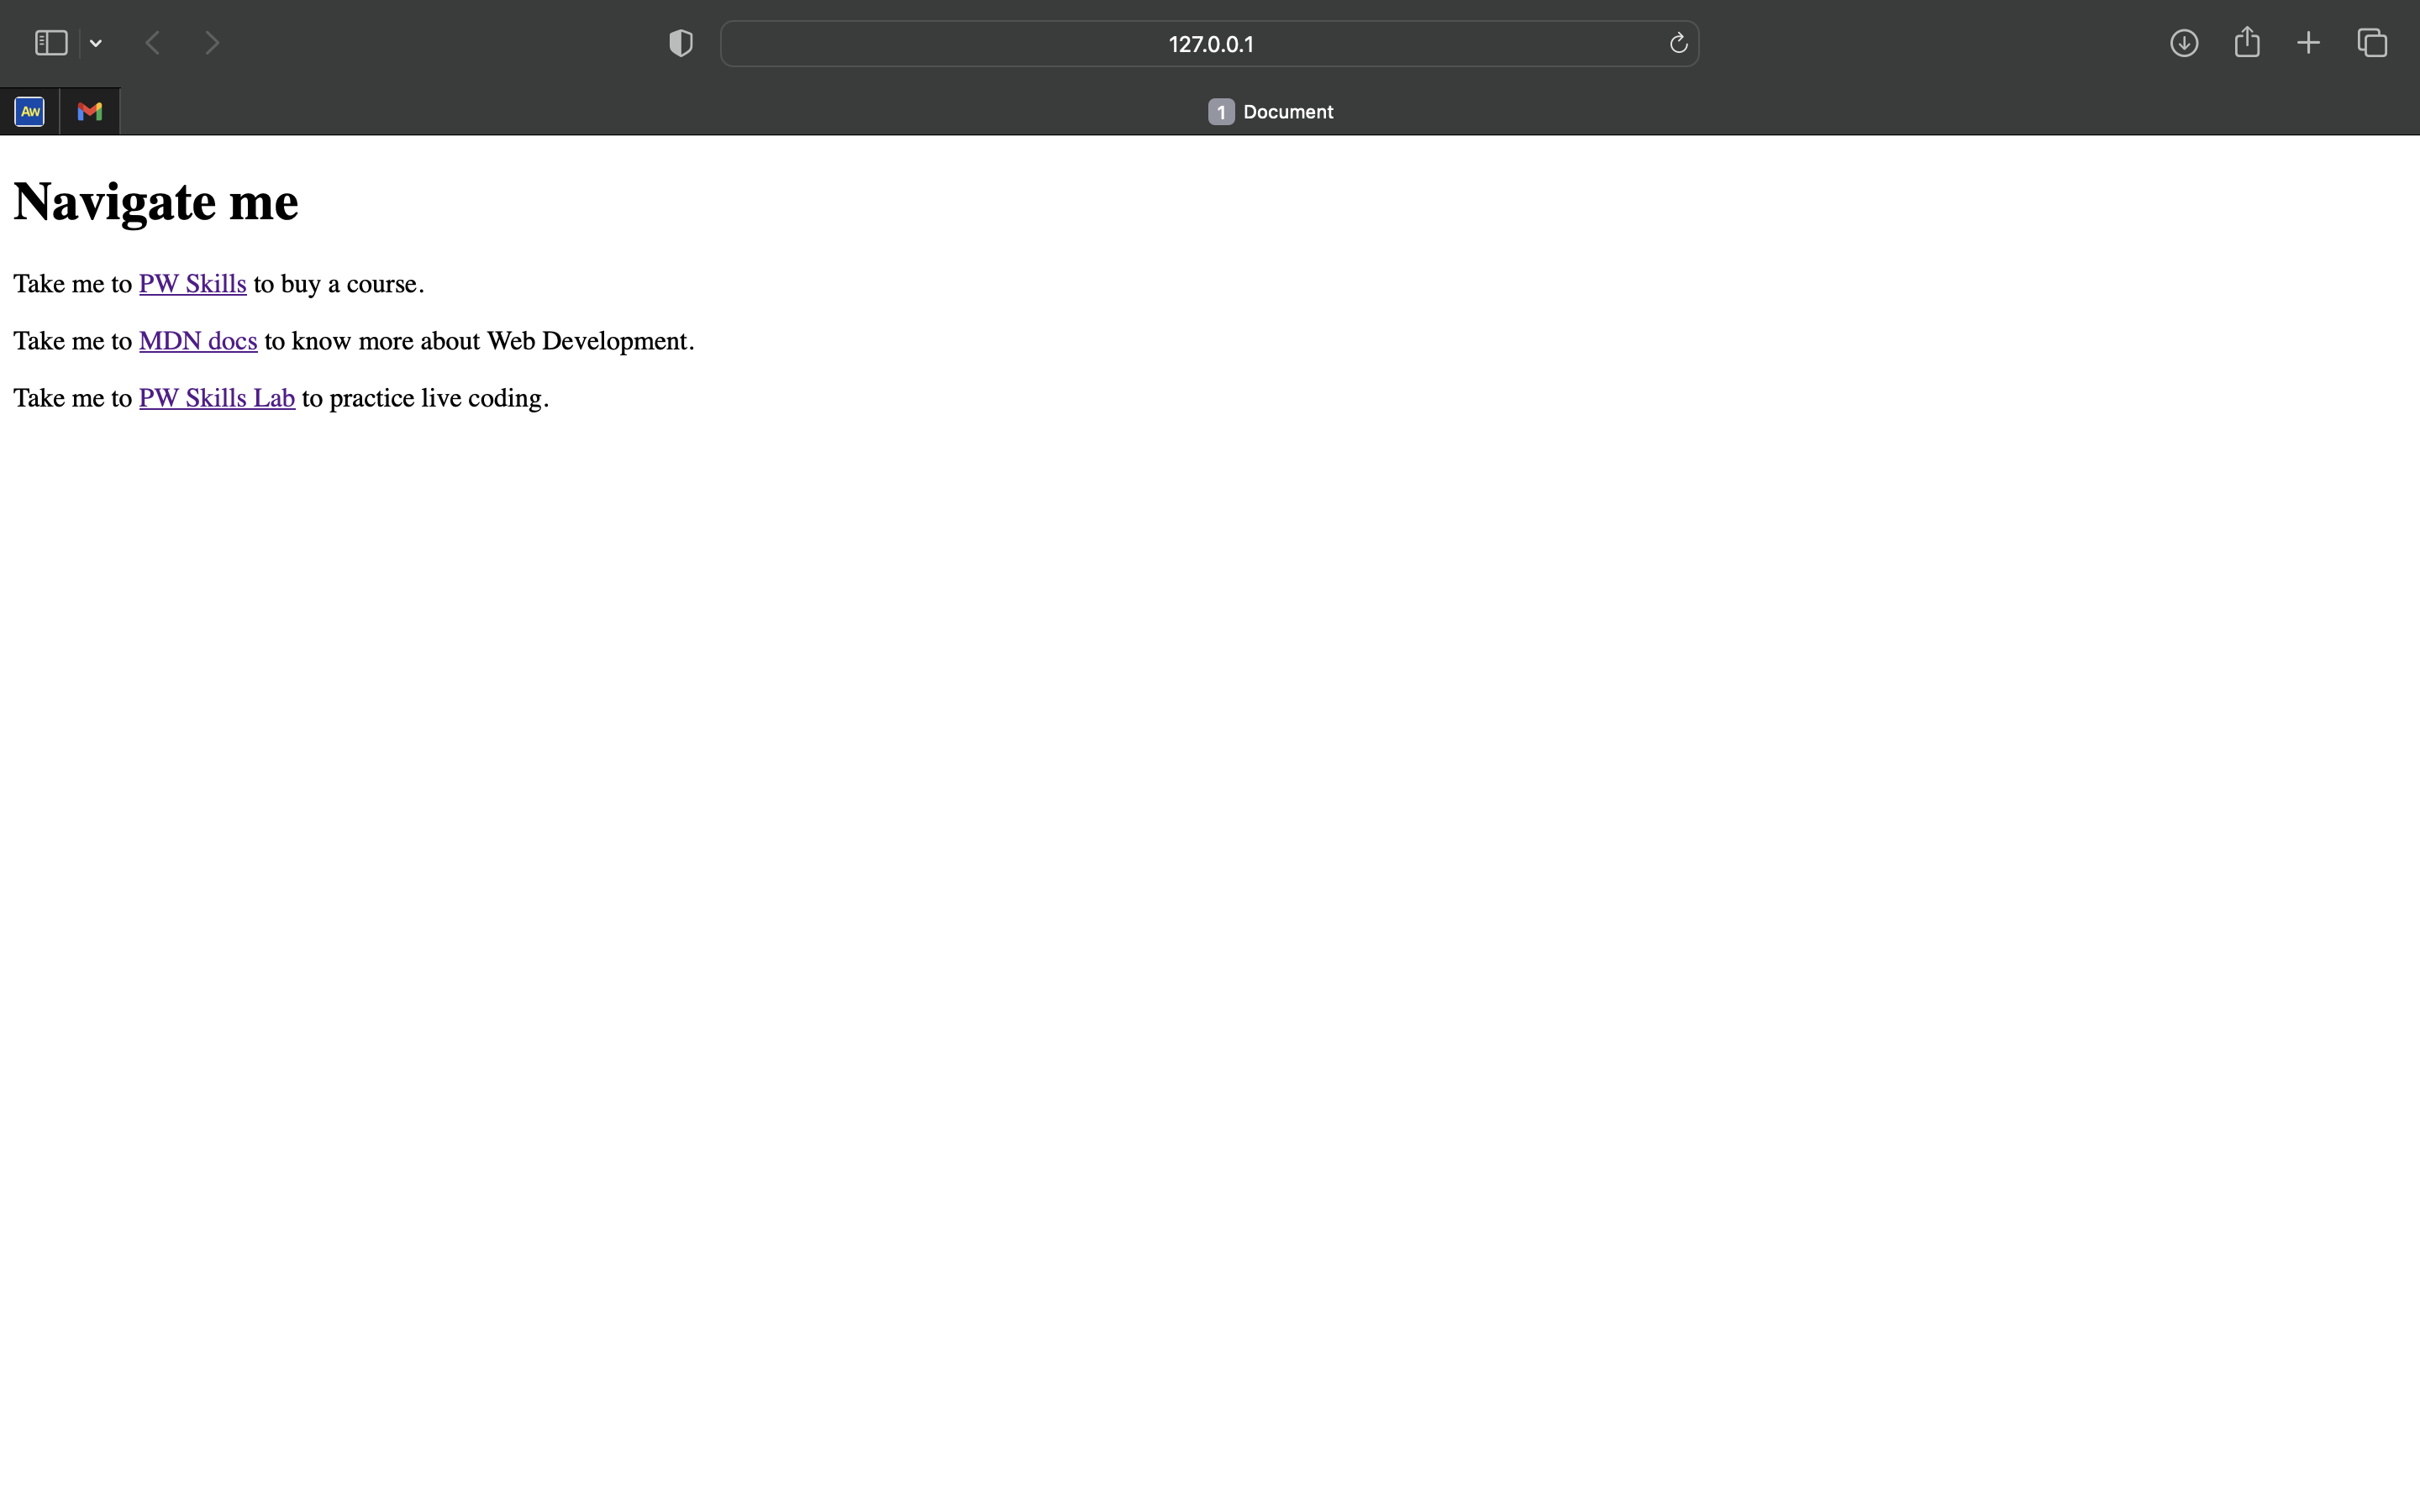 127.0.0.1
Aw
1 Document
Navigate me
Take me to PW Skills to buy a course.
Take me to MDN docs to know more about Web Development.
Take me to PW Skills Lab to practice live coding.